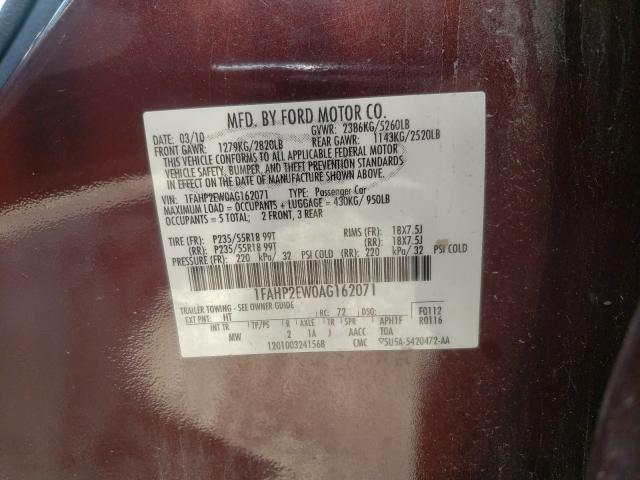 MFD. BY FORD MOTOR CO.
DATE: 03/10 GVWR: 2386KG/5260LB
FRONT GAWR: 1279KG/2820LB REAR GAWR: 1143KG/2520LB
THIS VEHICLE CONFORMS TO ALL APPLICABLE FEDERAL MOTOR
VEHICLE SAFETY, BUMPER, AND THEFT PREVENTION STANDARDS
IN EFFECT ON THE DATE OF MANUFACTURE SHOWN ABOVE.
VIN: 1FAHP2EW0AG162071 TYPE: Passenger Car
MAXIMUM LOAD = OCCUPANTS + LUGGAGE = 430KG/950LB
OCCUPANTS = 5 TOTAL; 2 FRONT, 3 REAR
TIRE (FR): P235/55R18 99T RIMS (FR): 18X7.5J
(RR): P235/55R18 99T (RR): 18X7.5J
PRESSURE (FR): 220 kPa/ 32 PSI COLD (RR): 220 kPa/ 32 PSI COLD
1FAHP2EW0AG162071
TRAILER TOWING - SEE OWNER GUIDE
EXT PNT: HT RC: 72 DSO: F0112
INT TR R AXLE TR SPR APH1F R0116
MW 2 1A J AACC TOA
12010032415​6B CMC 5U5A-5420472-AA